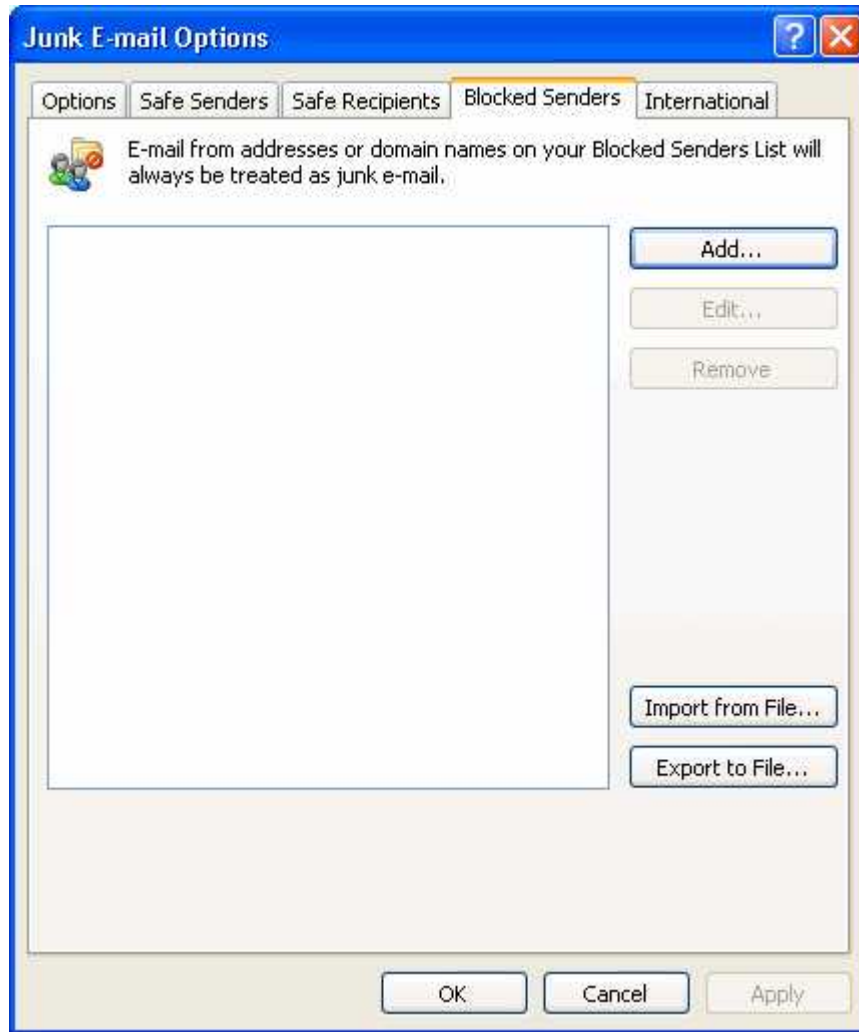 Junk E-mail Options
Options
Safe Senders
Safe Recipients
Blocked Senders
International
E-mail from addresses or domain names on your Blocked Senders List will
always be treated as junk e-mail.
Add...
Edit...
Remove
Import from File...
Export to File...
OK
Cancel
Apply